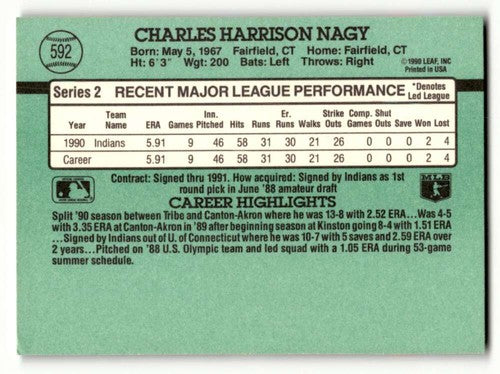 592
CHARLES HARRISON NAGY
Born: May 5, 1967 Fairfield, CT Home: Fairfield, CT
Ht: 6' 3" Wgt: 200 Bats: Left Throws: Right
©1990 LEAF, INC
Printed in USA
Series 2 RECENT MAJOR LEAGUE PERFORMANCE *Denotes Led League
Year Team Name ERA Games Inn. Pitched Hits Runs Er. Runs Walks Strike Outs Comp. Games Shut Outs Save Won Lost
1990 Indians 5.91 9 46 58 31 30 21 26 0 0 0 2 4
Career 5.91 9 46 58 31 30 21 26 0 0 0 2 4
Contract: Signed thru 1991. How acquired: Signed by Indians as 1st
round pick in June '88 amateur draft
MLB
CAREER HIGHLIGHTS
Split '90 season between Tribe and Canton-Akron where he was 13-8 with 2.52 ERA...Was 4-5
with 3.35 ERA at Canton-Akron in '89 after beginning season at Kinston going 8-4 with 1.51 ERA
...Signed by Indians out of U. of Connecticut where he was 10-7 with 5 saves and 2.59 ERA over
2 years...Pitched on '88 U.S. Olympic team and led squad with a 1.05 ERA during 53-game
summer schedule.